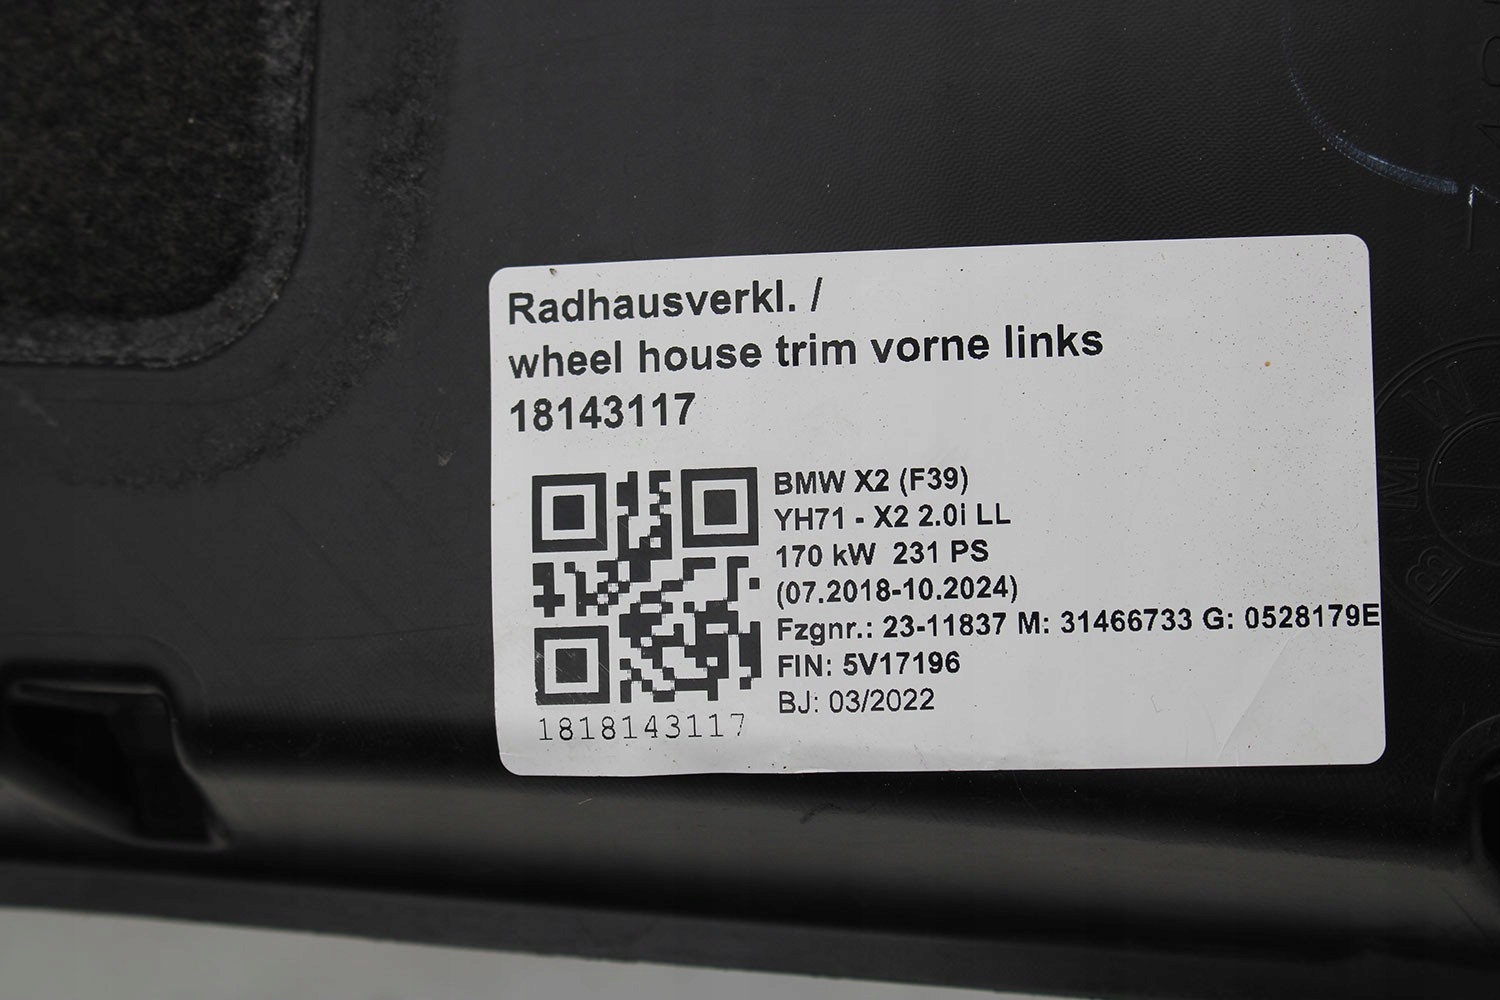 Radhausverkl. /
wheel house trim vorne links
18143117
BMW X2 (F39)
YH71 - X2 2.0i LL
170 kW 231 PS
(07.2018-10.2024)
Fzgnr.: 23-11837 M: 31466733 G: 0528179E
FIN: 5V17196
BJ: 03/2022
1818143117
BMW